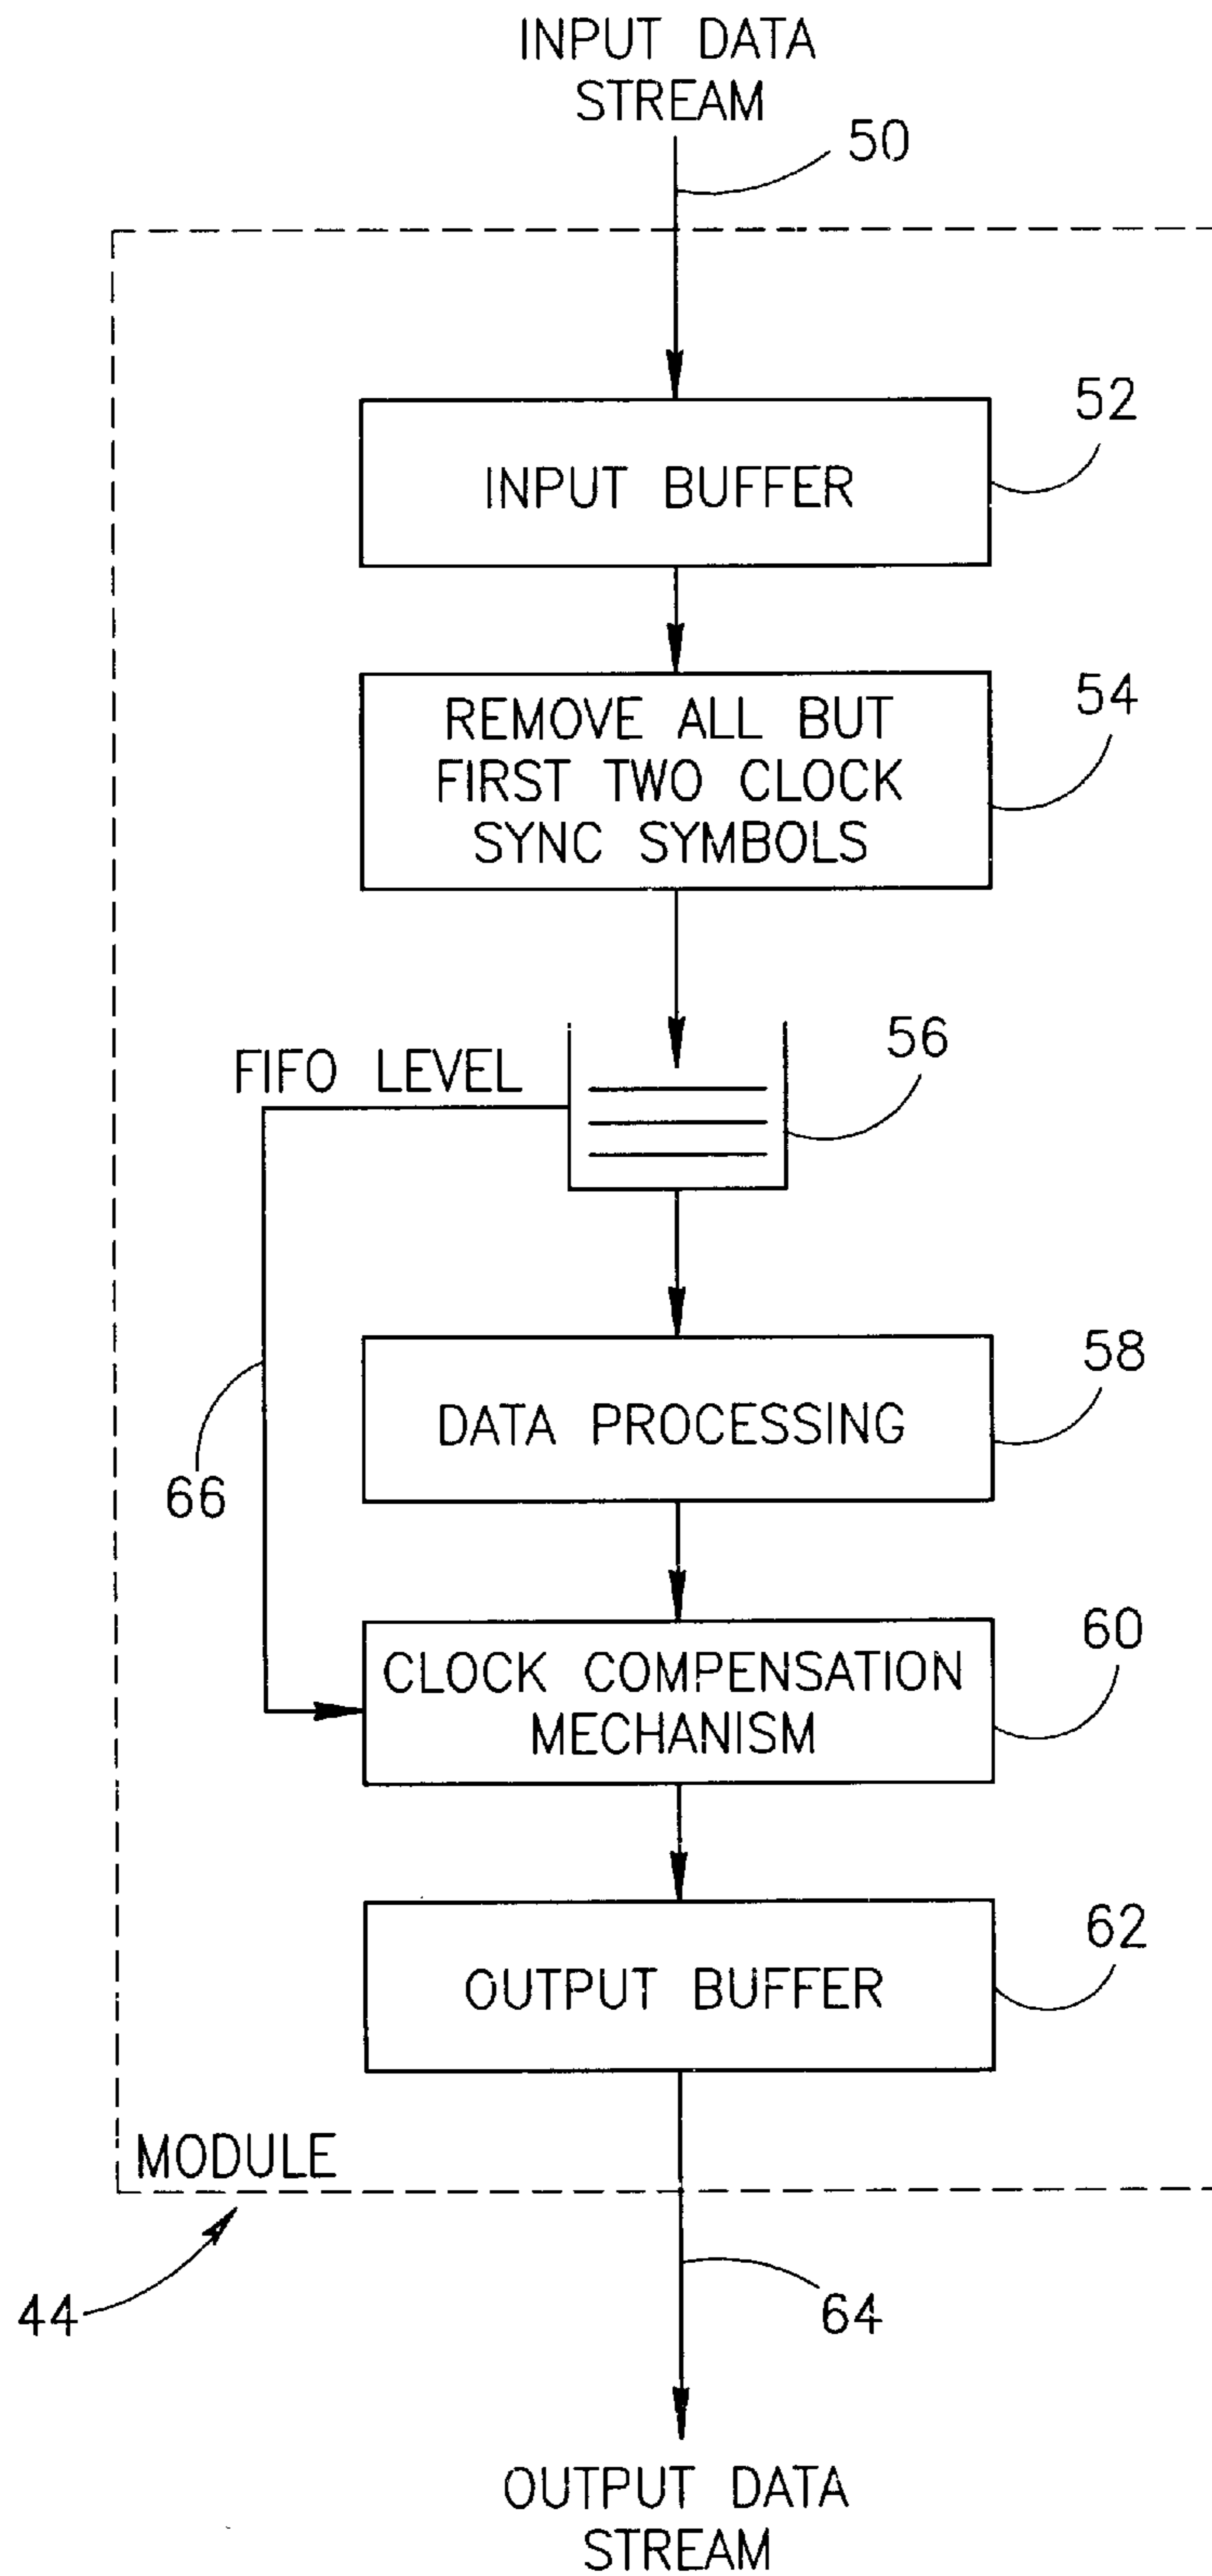 INPUT DATA
STREAM
50
52
INPUT BUFFER
54
REMOVE ALL BUT
FIRST TWO CLOCK
SYNC SYMBOLS
56
FIFO LEVEL
58
DATA PROCESSING
66
60
CLOCK COMPENSATION
MECHANISM
62
OUTPUT BUFFER
MODULE
44
64
OUTPUT DATA
STREAM